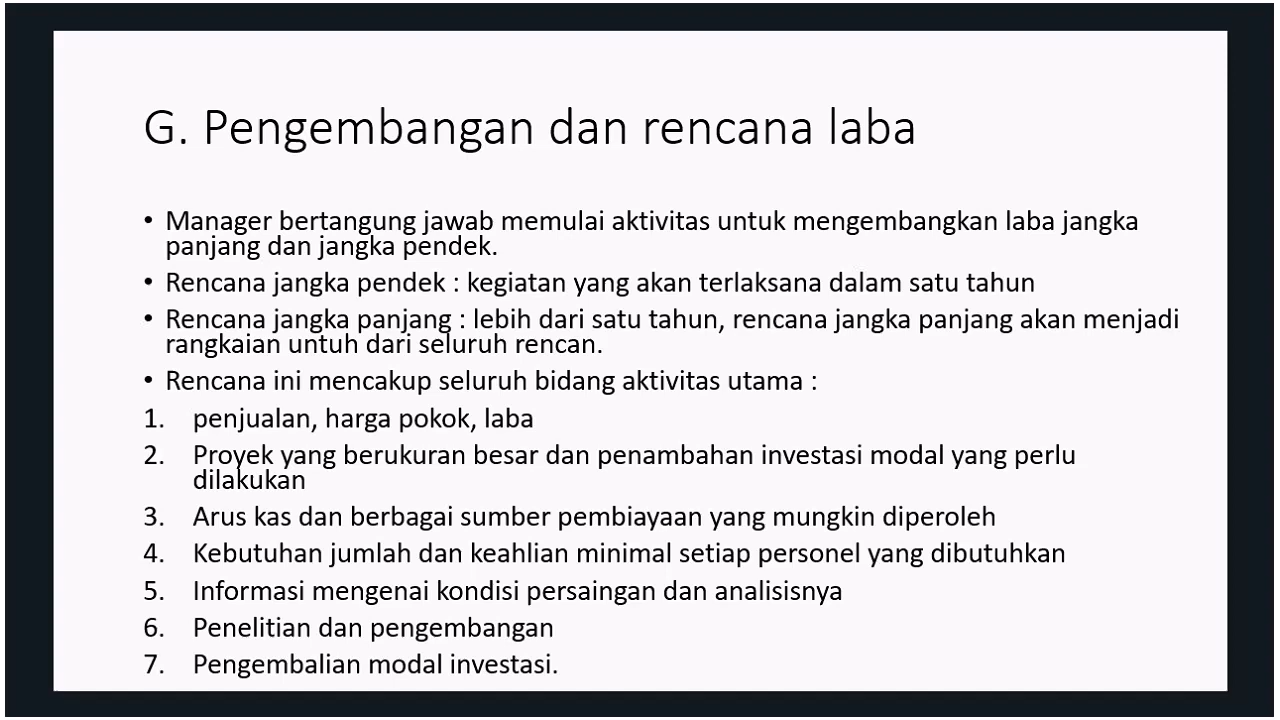 G. Pengembangan dan rencana laba
• Manager bertangung jawab memulai aktivitas untuk mengembangkan laba jangka
panjang dan jangka pendek.
• Rencana jangka pendek : kegiatan yang akan terlaksana dalam satu tahun
• Rencana jangka panjang : lebih dari satu tahun, rencana jangka panjang akan menjadi
rangkaian untuh dari seluruh rencan.
• Rencana ini mencakup seluruh bidang aktivitas utama :
1. penjualan, harga pokok, laba
2. Proyek yang berukuran besar dan penambahan investasi modal yang perlu
dilakukan
3. Arus kas dan berbagai sumber pembiayaan yang mungkin diperoleh
4. Kebutuhan jumlah dan keahlian minimal setiap personel yang dibutuhkan
5. Informasi mengenai kondisi persaingan dan analisisnya
6. Penelitian dan pengembangan
7. Pengembalian modal investasi.